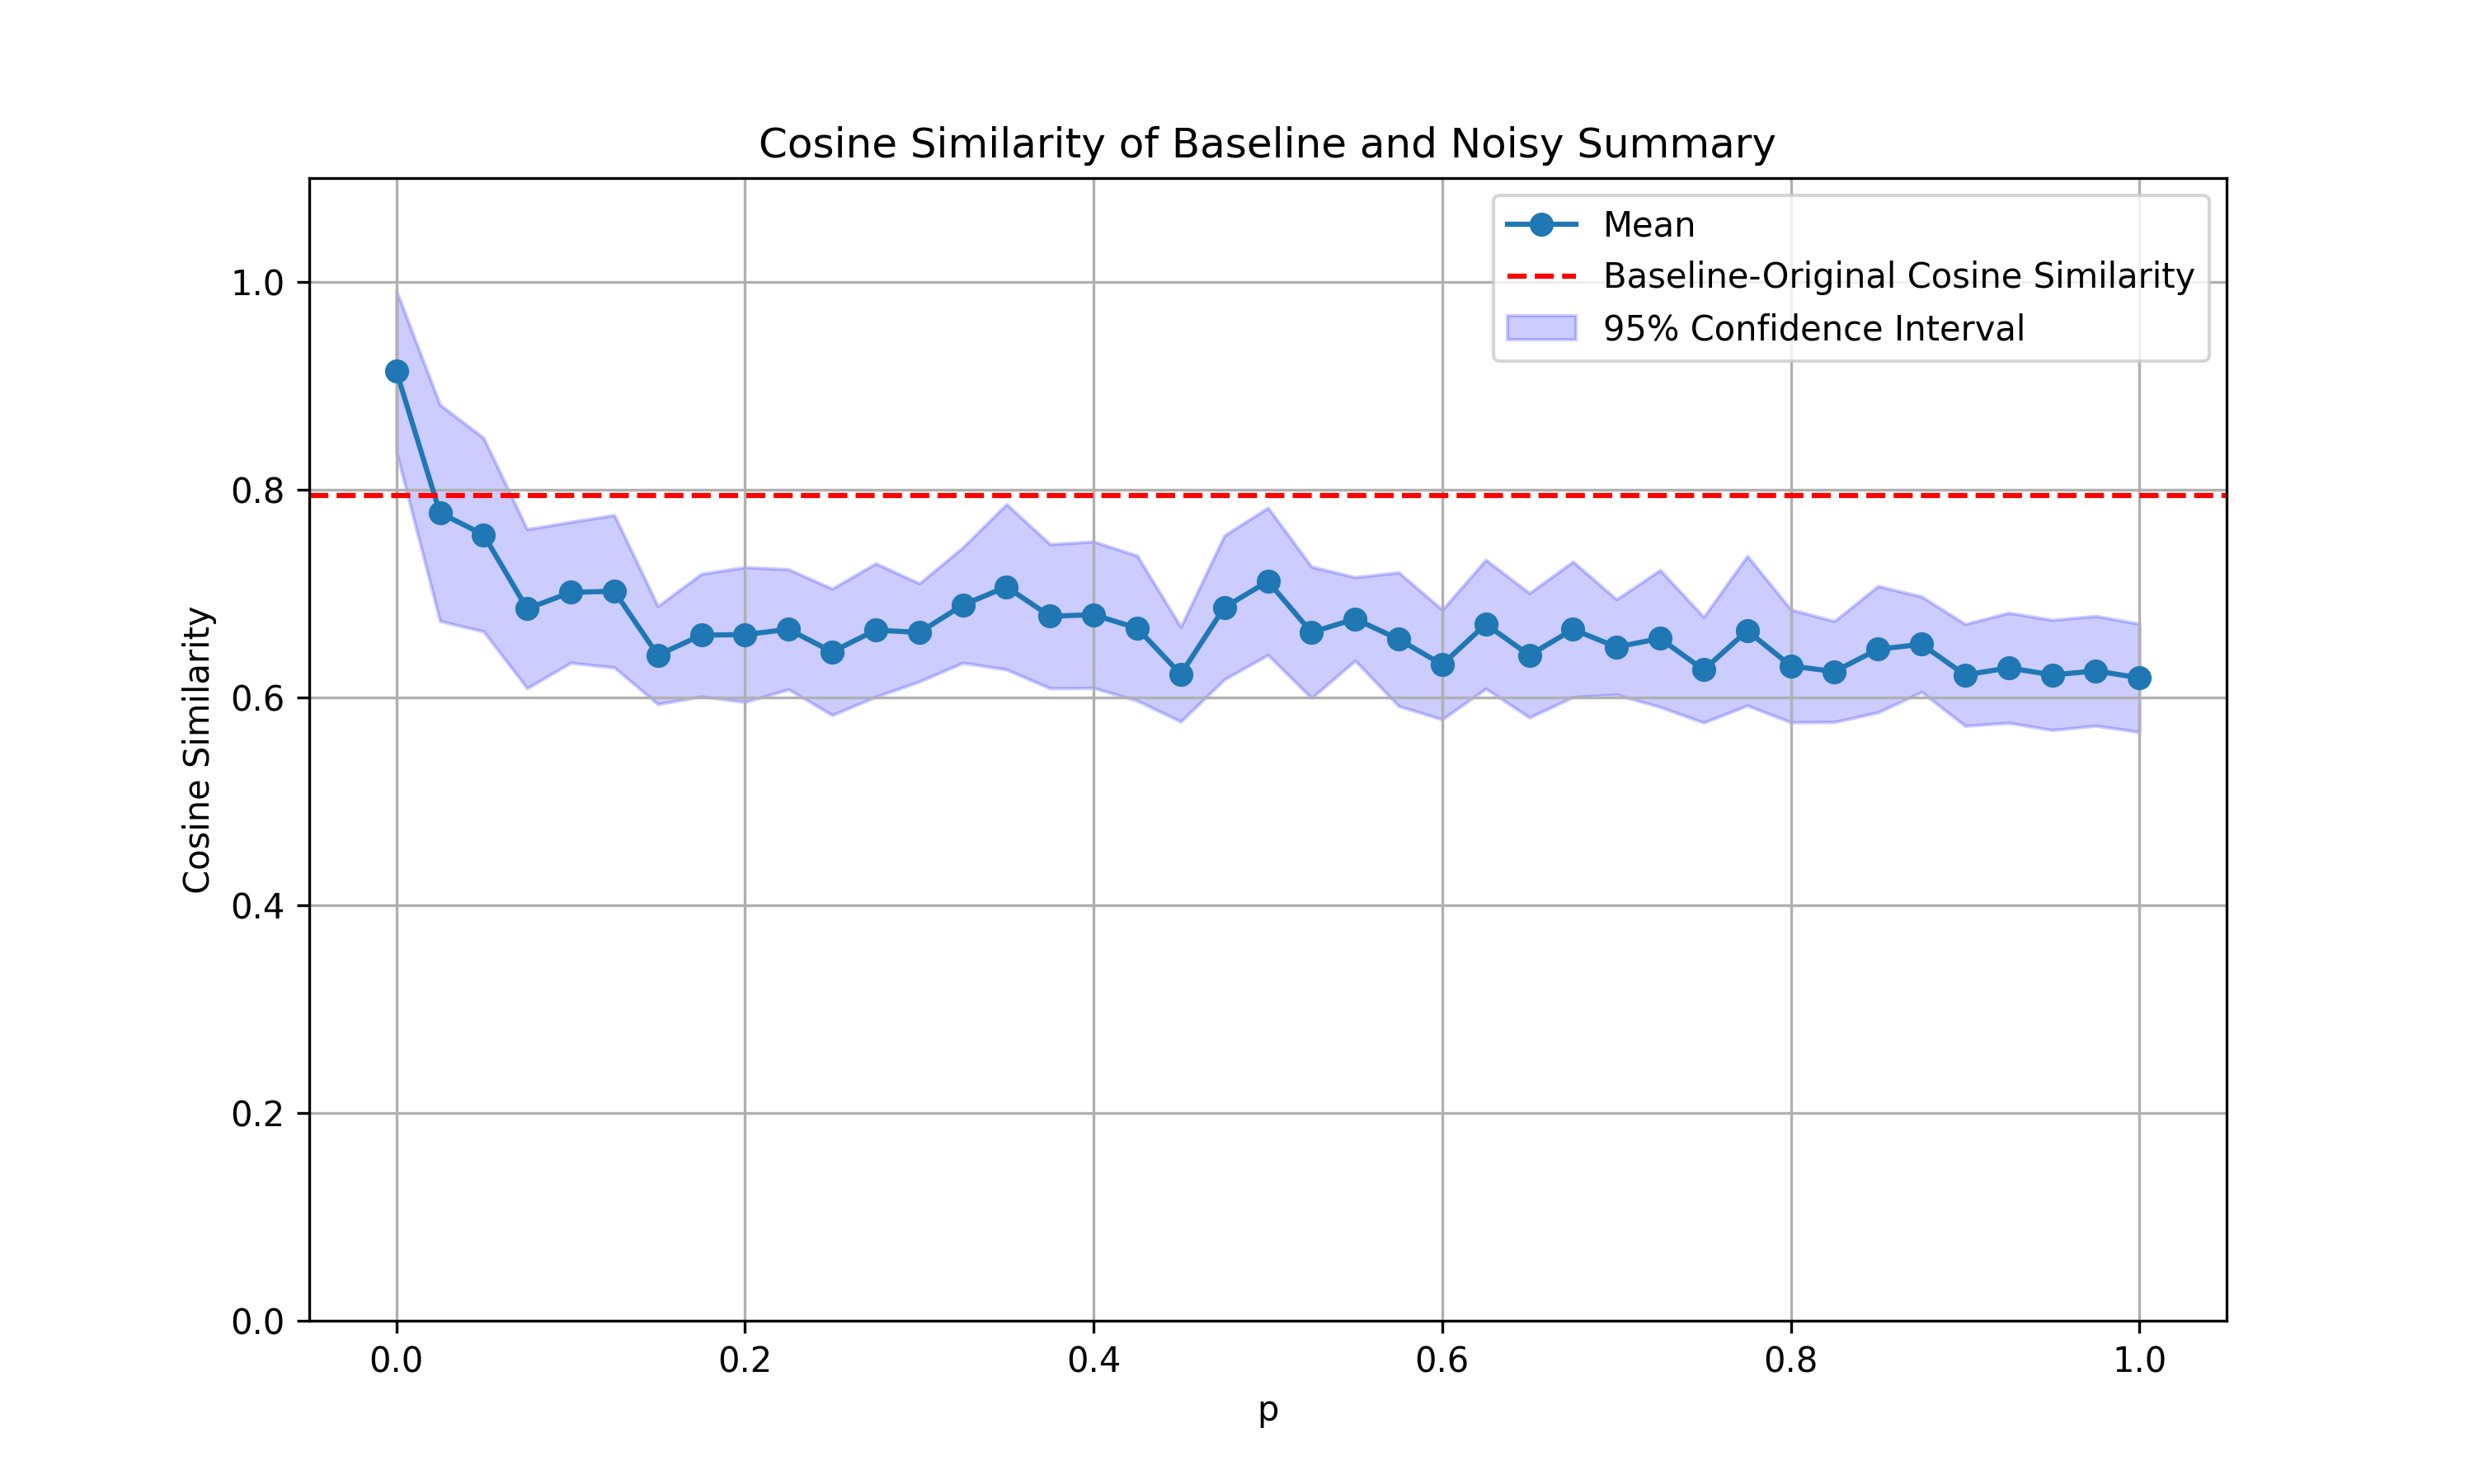 Cosine Similarity of Baseline and Noisy Summary
Mean
Baseline-Original Cosine Similarity
95% Confidence Interval
Cosine Similarity
1.0
0.8
0.6
0.4
0.2
0.0
0.0 0.2 0.4 0.6 0.8 1.0
p